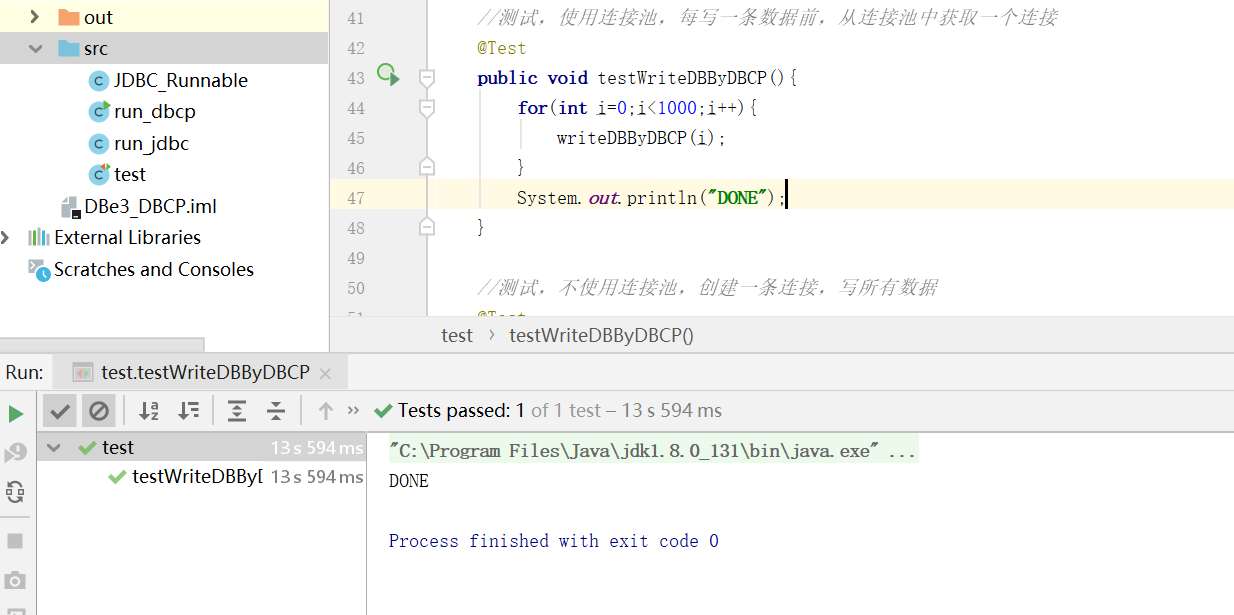 out
src
JDBC_Runnable
run_dbcp
run_jdbc
test
DBe3_DBCP.iml
External Libraries
Scratches and Consoles
41 //测试，使用连接池，每写一条数据前，从连接池中获取一个连接
42 @Test
43 public void testWriteDBByDBCP(){
44 for(int i=0;i<1000;i++){
45 writeDBByDBCP(i);
46 }
47 System.out.println("DONE");
48 }
49
50 //测试，不使用连接池，创建一条连接，写所有数据
51 @Test
test › testWriteDBByDBCP()
Run: test.testWriteDBByDBCP ×
Tests passed: 1 of 1 test – 13 s 594 ms
test 13 s 594 ms
testWriteDBByD 13 s 594 ms
"C:\Program Files\Java\jdk1.8.0_131\bin\java.exe" ...
DONE
Process finished with exit code 0